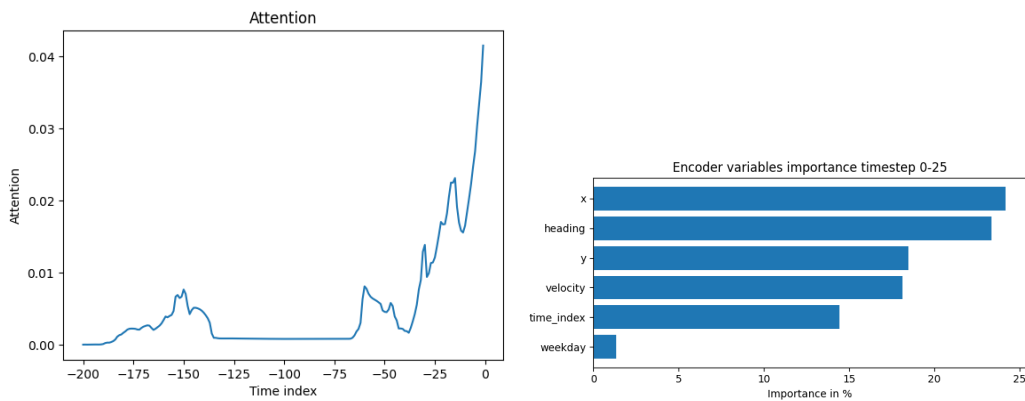 Attention
Attention
0.04
0.03
0.02
0.01
0.00
−200 −175 −150 −125 −100 −75 −50 −25 0
Time index
Encoder variables importance timestep 0-25
x
heading
y
velocity
time_index
weekday
0 5 10 15 20 25
Importance in %